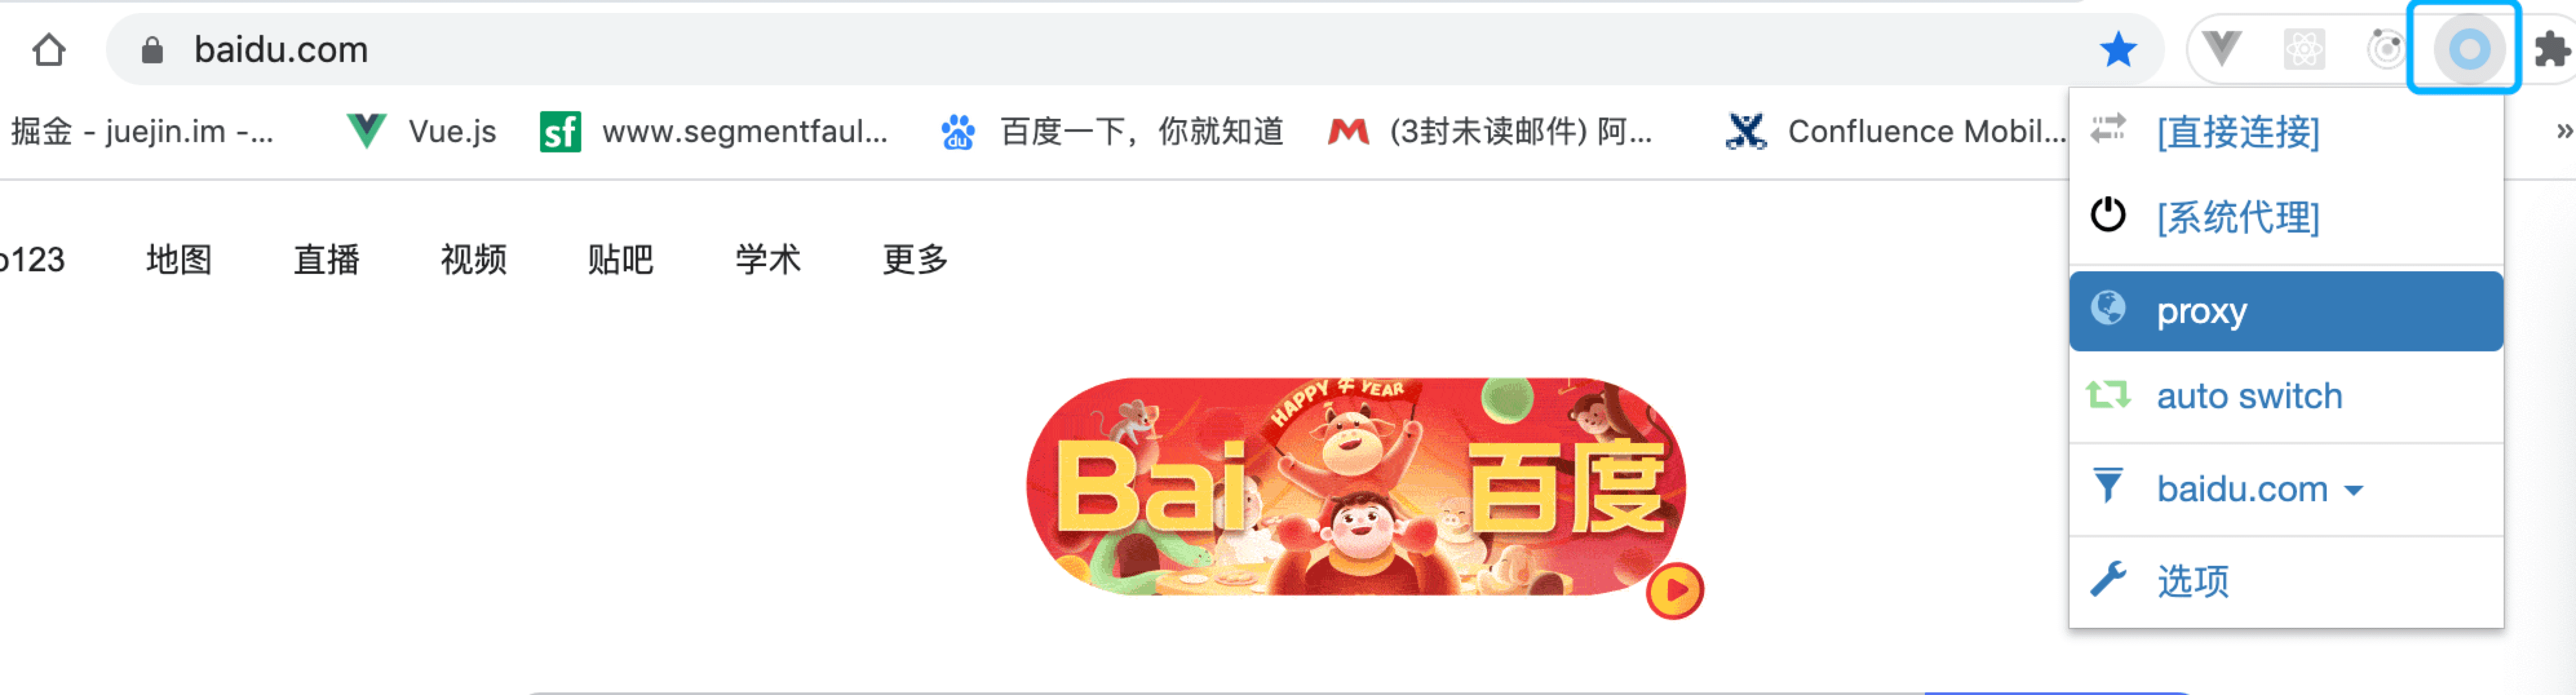 baidu.com
掘金 - juejin.im -... Vue.js sf www.segmentfaul... du 百度一下，你就知道 (3封未读邮件) 阿... Confluence Mobil... »
[直接连接]
[系统代理]
o123 地图 直播 视频 贴吧 学术 更多
proxy
auto switch
HAPPY 牛 YEAR
Bai 百度
baidu.com
选项